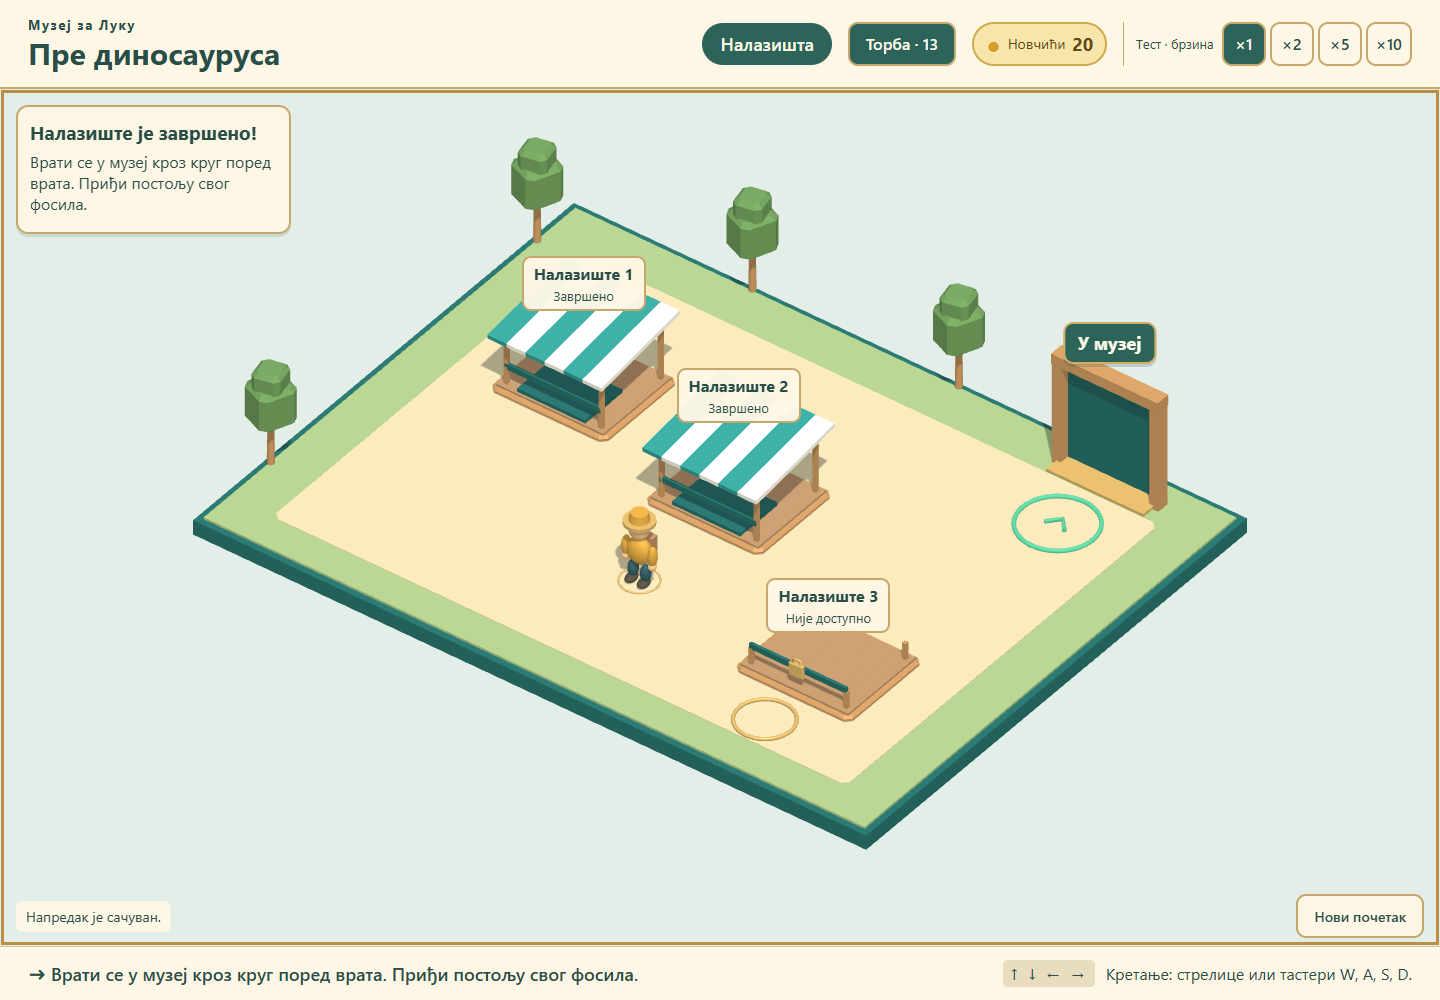 Музеј за Луку
Пре диносауруса
Налазишта
Торба · 13
Новчићи 20
Тест · брзина
×1
×2
×5
×10
Налазиште је завршено!
Врати се у музеј кроз круг поред
врата. Приђи постољу свог
фосила.
Налазиште 1
Завршено
У музеј
Налазиште 2
Завршено
Налазиште 3
Није доступно
Напредак је сачуван.
Нови почетак
→ Врати се у музеј кроз круг поред врата. Приђи постољу свог фосила.
↑ ↓ ← → Кретање: стрелице или тастери W, A, S, D.